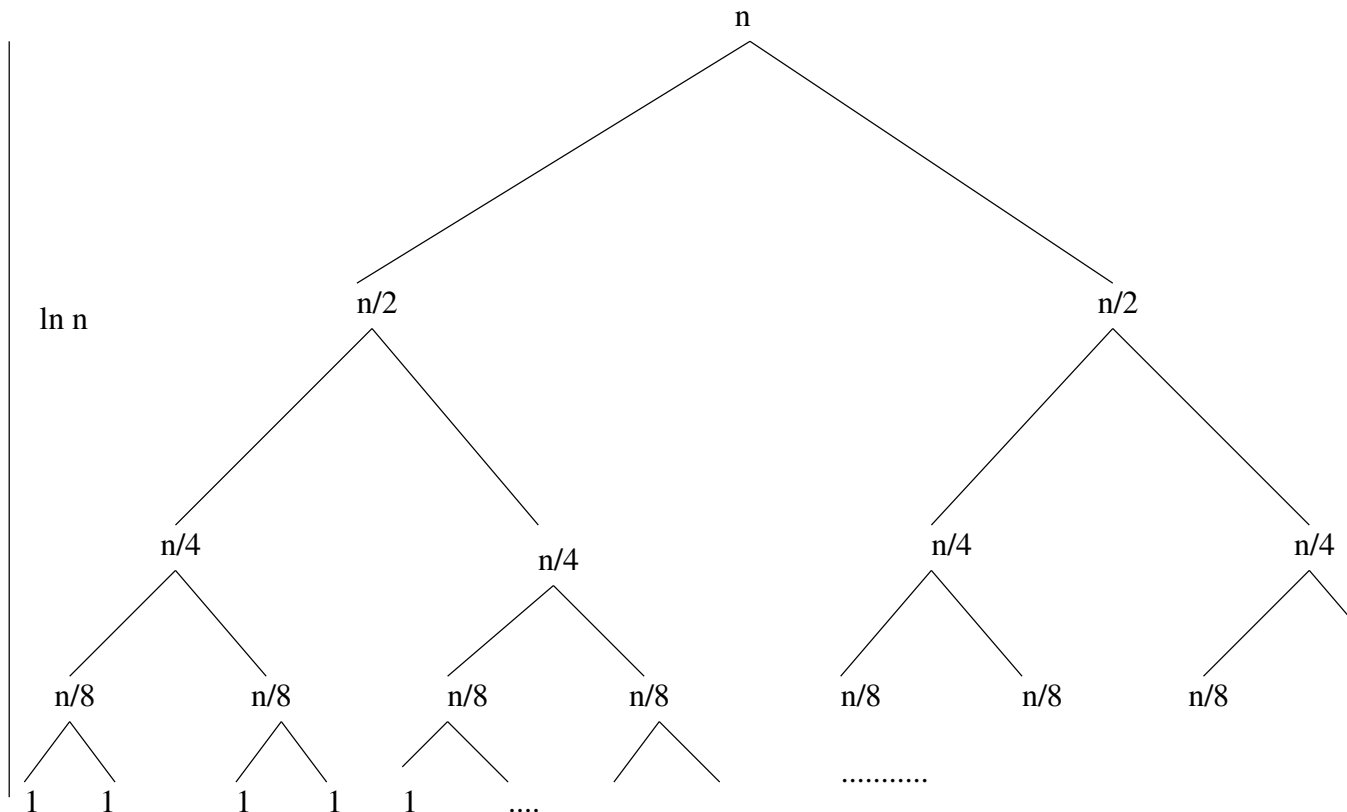 n
n/2 n/2
ln n
n/4 n/4 n/4 n/4
n/8 n/8 n/8 n/8 n/8 n/8 n/8
1 1 1 1 1 .... ...........